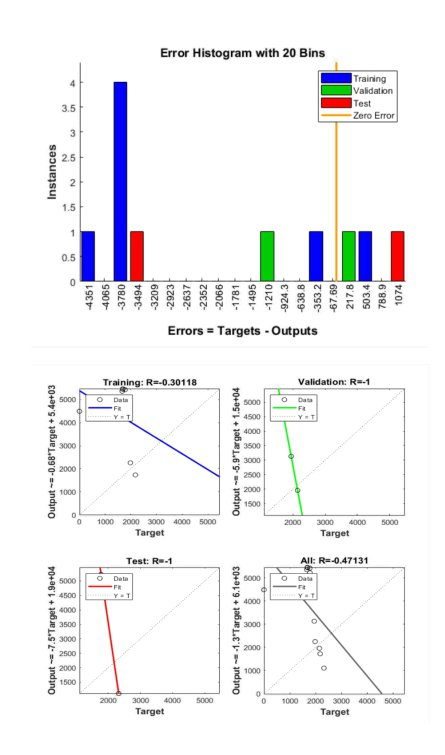 Error Histogram with 20 Bins
Training
Validation
Test
Zero Error
Instances
4
3.5
3
2.5
2
1.5
1
0.5
0
-4351
-4065
-3780
-3494
-3209
-2923
-2637
-2352
-2066
-1781
-1495
-1210
-924.3
-638.8
-353.2
-67.69
217.8
503.4
788.9
1074
Errors = Targets - Outputs
Training: R=-0.30118
Output ~= -0.68*Target + 5.4e+03
Data
Fit
Y = T
5000
4000
3000
2000
1000
0
0 1000 2000 3000 4000 5000
Target
Validation: R=-1
Output ~= -5.9*Target + 1.5e+04
Data
Fit
Y = T
5000
4500
4000
3500
3000
2500
2000
1500
2000 3000 4000 5000
Target
Test: R=-1
Output ~= -7.5*Target + 1.9e+04
Data
Fit
Y = T
5000
4500
4000
3500
3000
2500
2000
1500
2000 3000 4000 5000
Target
All: R=-0.47131
Output ~= -1.3*Target + 6.1e+03
Data
Fit
Y = T
5000
4000
3000
2000
1000
0
0 1000 2000 3000 4000 5000
Target